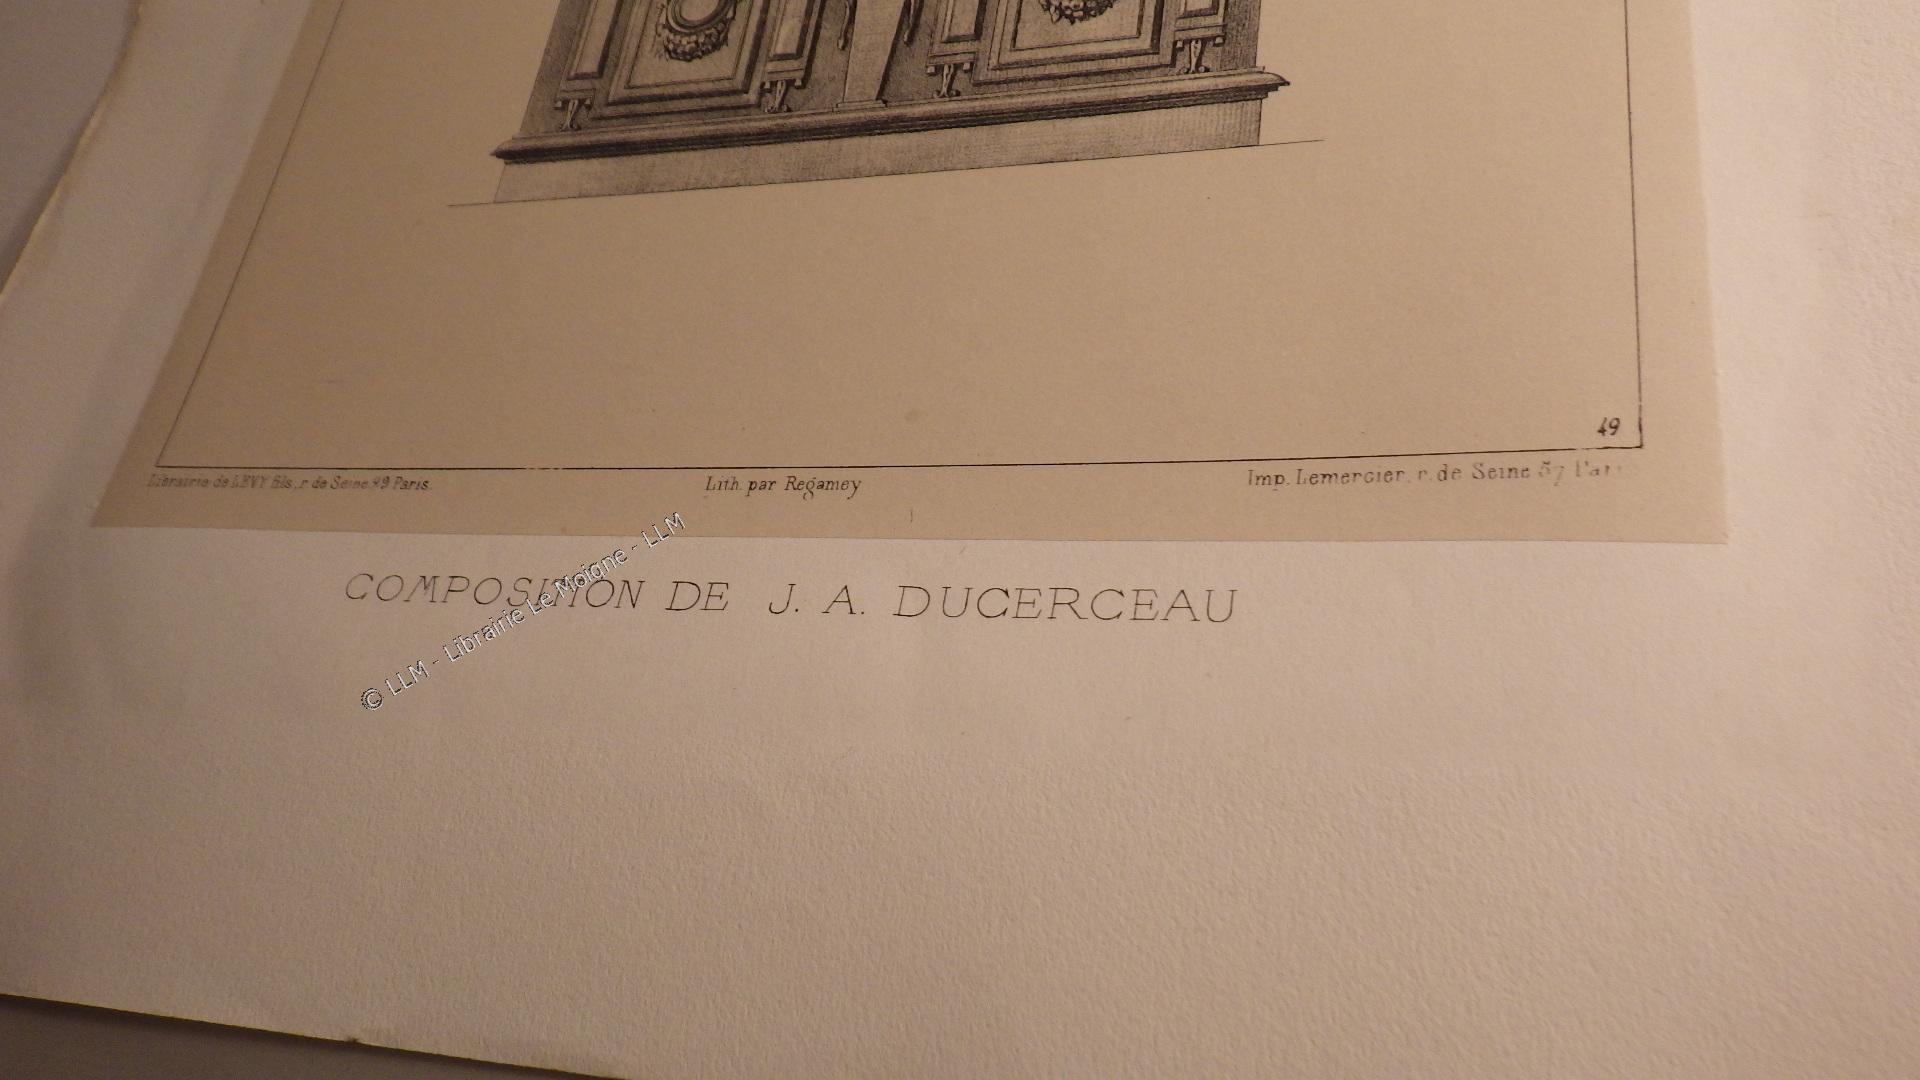 49
Librairie de LEVY fils, r. de Seine 29 Paris.
Lith. par Regamey
Imp. Lemercier, r. de Seine 57 Paris
COMPOSITION DE J. A. DUCERCEAU
© LLM - Librairie Le Moigne - LLM